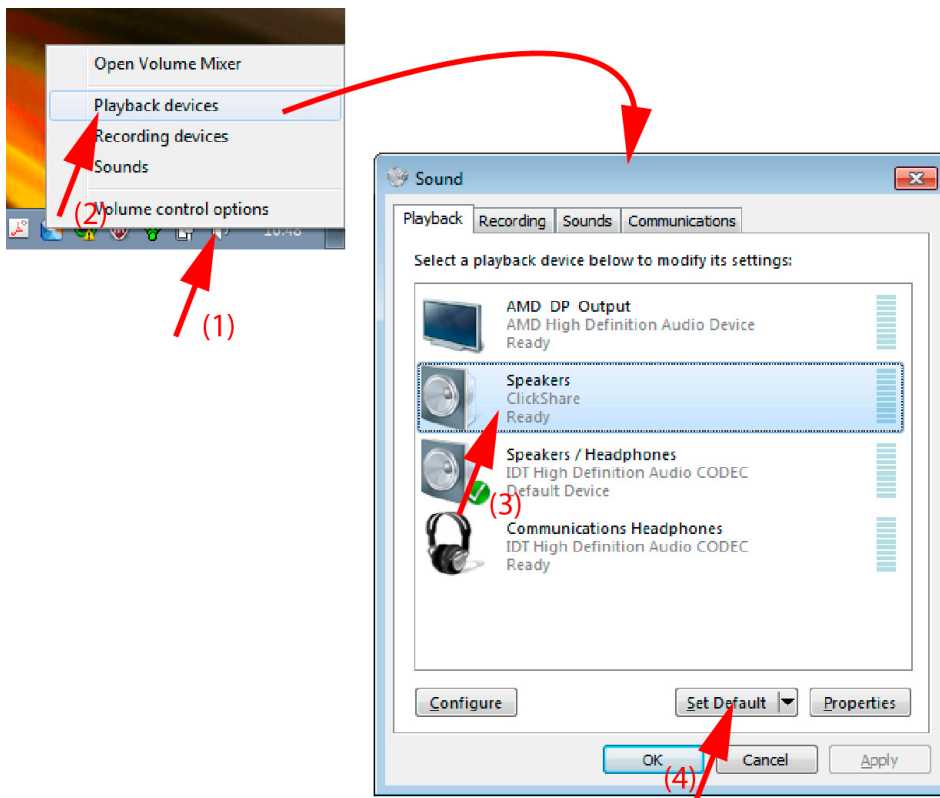 Open Volume Mixer
Playback devices
Recording devices
Sounds
Volume control options
(2)
10:48
(1)
Sound
Playback Recording Sounds Communications
Select a playback device below to modify its settings:
AMD DP Output
AMD High Definition Audio Device
Ready
Speakers
ClickShare
Ready
Speakers / Headphones
IDT High Definition Audio CODEC
Default Device
(3)
Communications Headphones
IDT High Definition Audio CODEC
Ready
Configure Set Default Properties
OK Cancel Apply
(4)